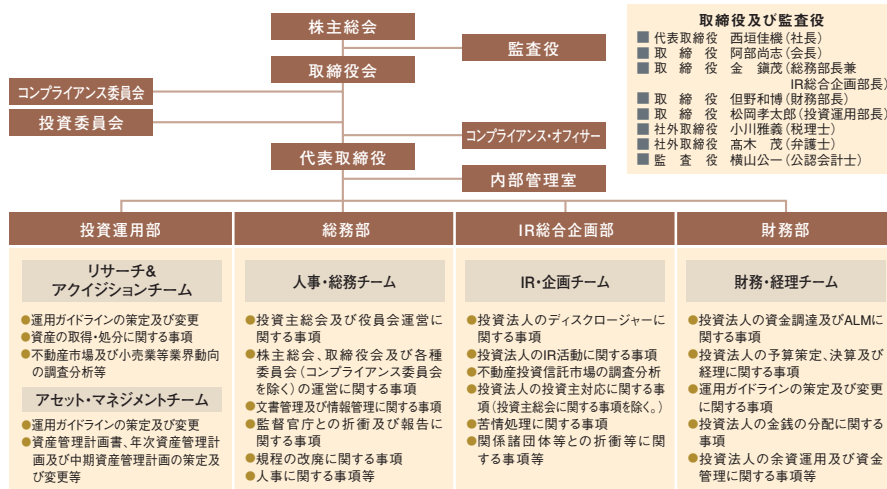 株主総会
監査役
取締役会
コンプライアンス委員会
投資委員会
コンプライアンス・オフィサー
代表取締役
内部管理室
取締役及び監査役
■ 代表取締役 西垣佳機(社長)
■ 取締役 阿部尚志(会長)
■ 取締役 金 鎭茂(総務部長兼
IR総合企画部長)
■ 取締役 但野和博(財務部長)
■ 取締役 松岡孝太郎(投資運用部長)
■ 社外取締役 小川雅義(税理士)
■ 社外取締役 髙木 茂(弁護士)
■ 監査役 横山公一(公認会計士)
投資運用部
リサーチ&
アクイジションチーム
●運用ガイドラインの策定及び変更
●資産の取得・処分に関する事項
●不動産市場及び小売業等業界動向
の調査分析等
アセット・マネジメントチーム
●運用ガイドラインの策定及び変更
●資産管理計画書、年次資産管理計
画及び中期資産管理計画の策定及
び変更等
総務部
人事・総務チーム
●投資主総会及び役員会運営に
関する事項
●株主総会、取締役会及び各種
委員会(コンプライアンス委員会
を除く)の運営に関する事項
●文書管理及び情報管理に関する事項
●監督官庁との折衝及び報告に
関する事項
●規程の改廃に関する事項
●人事に関する事項等
IR総合企画部
IR・企画チーム
●投資法人のディスクロージャーに
関する事項
●投資法人のIR活動に関する事項
●不動産投資信託市場の調査分析
●投資法人の投資主対応に関する事
項(投資主総会に関する事項を除く。)
●苦情処理に関する事項
●関係諸団体等との折衝等に関
する事項等
財務部
財務・経理チーム
●投資法人の資金調達及びALMに
関する事項
●投資法人の予算策定、決算及び
経理に関する事項
●運用ガイドラインの策定及び変更
に関する事項
●投資法人の金銭の分配に関する
事項
●投資法人の余資運用及び資金
管理に関する事項等